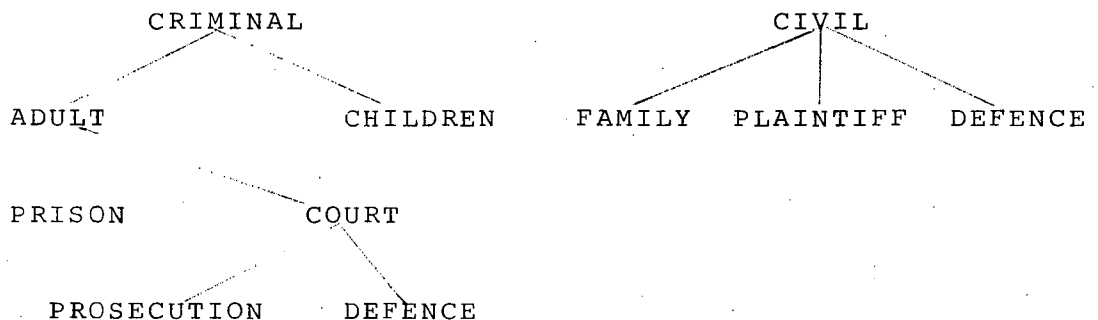 CRIMINAL CIVIL
ADULT CHILDREN FAMILY PLAINTIFF DEFENCE
PRISON COURT
PROSECUTION DEFENCE